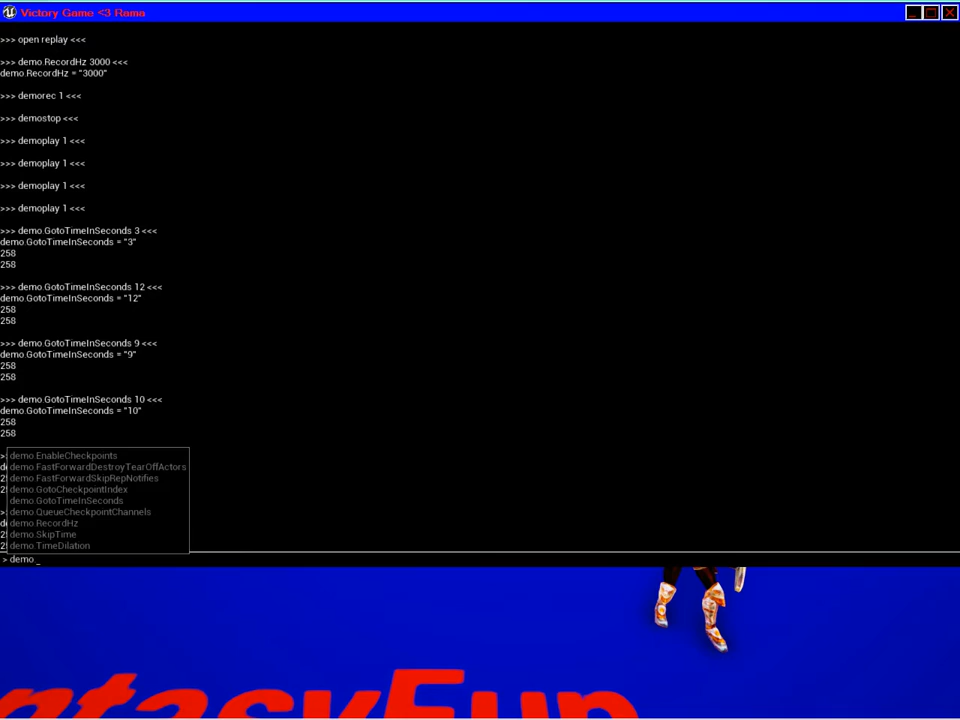 Victory Game <3 Rama
>>> open replay <<<
>>> demo.RecordHz 3000 <<<
demo.RecordHz = "3000"
>>> demorec 1 <<<
>>> demostop <<<
>>> demoplay 1 <<<
>>> demoplay 1 <<<
>>> demoplay 1 <<<
>>> demoplay 1 <<<
>>> demo.GotoTimeInSeconds 3 <<<
demo.GotoTimeInSeconds = "3"
258
258
>>> demo.GotoTimeInSeconds 12 <<<
demo.GotoTimeInSeconds = "12"
258
258
>>> demo.GotoTimeInSeconds 9 <<<
demo.GotoTimeInSeconds = "9"
258
258
>>> demo.GotoTimeInSeconds 10 <<<
demo.GotoTimeInSeconds = "10"
258
258
demo.EnableCheckpoints
demo.FastForwardDestroyTearOffActors
demo.FastForwardSkipRepNotifies
demo.GotoCheckpointIndex
demo.GotoTimeInSeconds
demo.QueueCheckpointChannels
demo.RecordHz
demo.SkipTime
demo.TimeDilation
> demo._